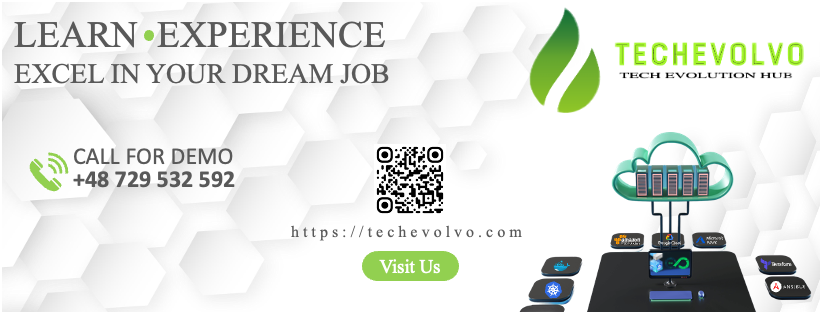 LEARN•EXPERIENCE
EXCEL IN YOUR DREAM JOB
TECHEVOLVO
TECH EVOLUTION HUB
CALL FOR DEMO
+48 729 532 592
https://techevolvo.com
Visit Us
amazon
Google Cloud
Microsoft
Terraform
ANSIBLE